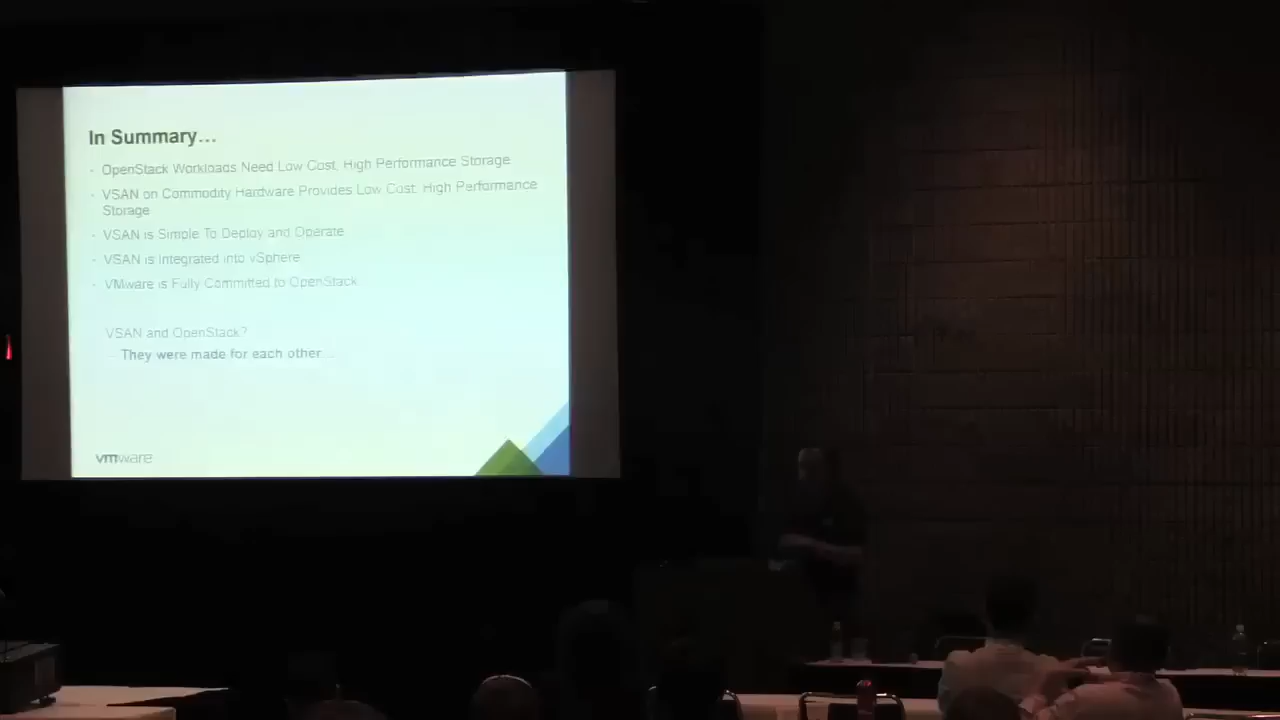 In Summary...
OpenStack Workloads Need Low Cost, High Performance Storage
VSAN on Commodity Hardware Provides Low Cost, High Performance
Storage
VSAN is Simple To Deploy and Operate
VSAN is Integrated into vSphere
VMware is Fully Committed to OpenStack
VSAN and OpenStack?
They were made for each other...
vmware